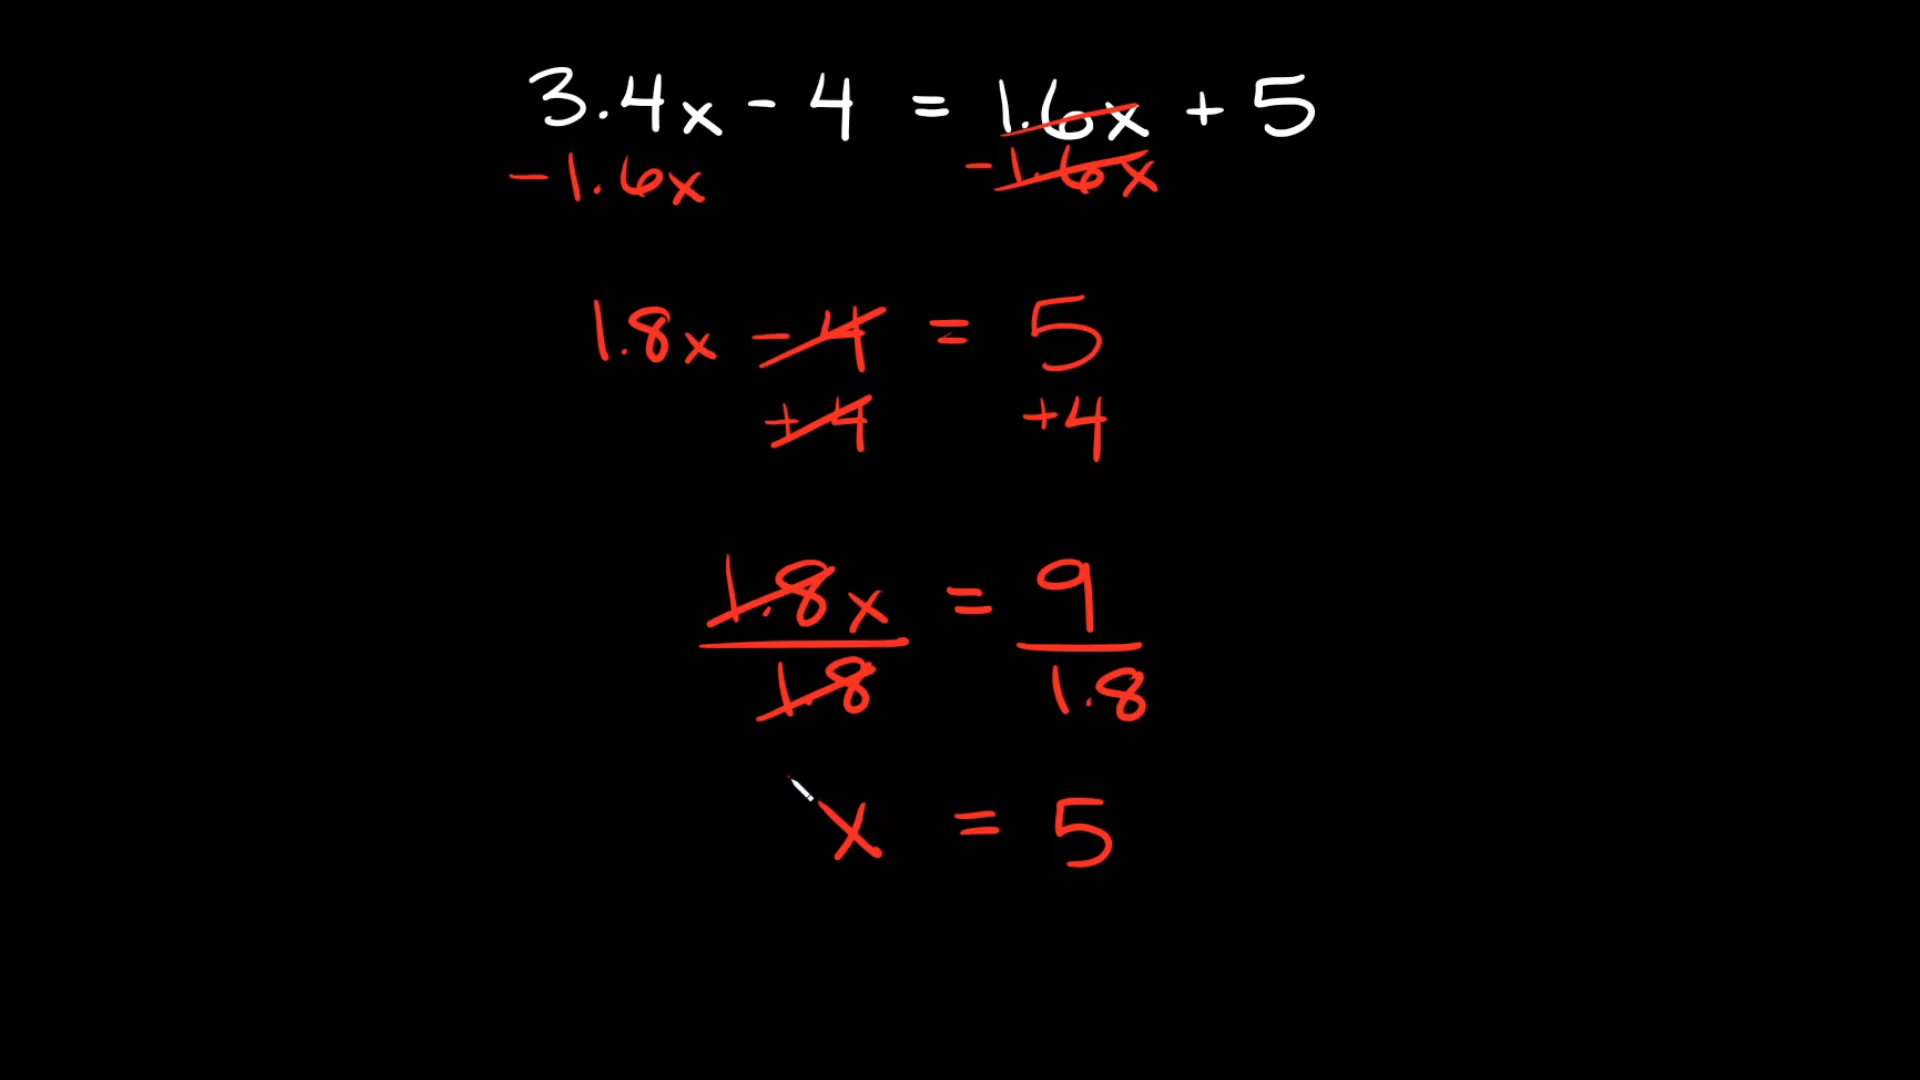 3.4x - 4 = 1.6x + 5
-1.6x -1.6x
1.8x - 4 = 5
+4 +4
1.8x = 9
1.8 1.8
x = 5